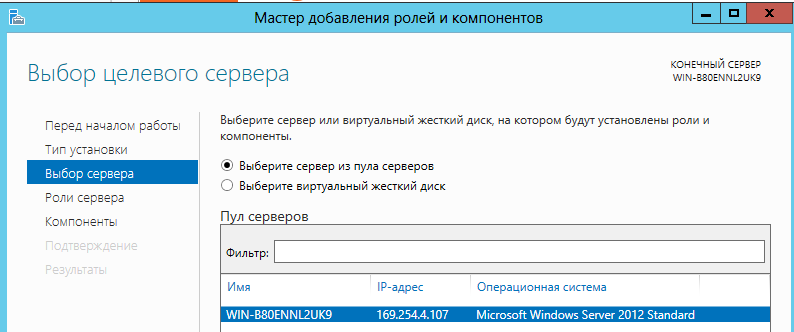 Мастер добавления ролей и компонентов
Выбор целевого сервера
КОНЕЧНЫЙ СЕРВЕР
WIN-B80ENNL2UK9
Перед началом работы
Тип установки
Выбор сервера
Роли сервера
Компоненты
Подтверждение
Результаты
Выберите сервер или виртуальный жесткий диск, на котором будут установлены роли и
компоненты.
Выберите сервер из пула серверов
Выберите виртуальный жесткий диск
Пул серверов
Фильтр:
Имя IP-адрес Операционная система
WIN-B80ENNL2UK9 169.254.4.107 Microsoft Windows Server 2012 Standard